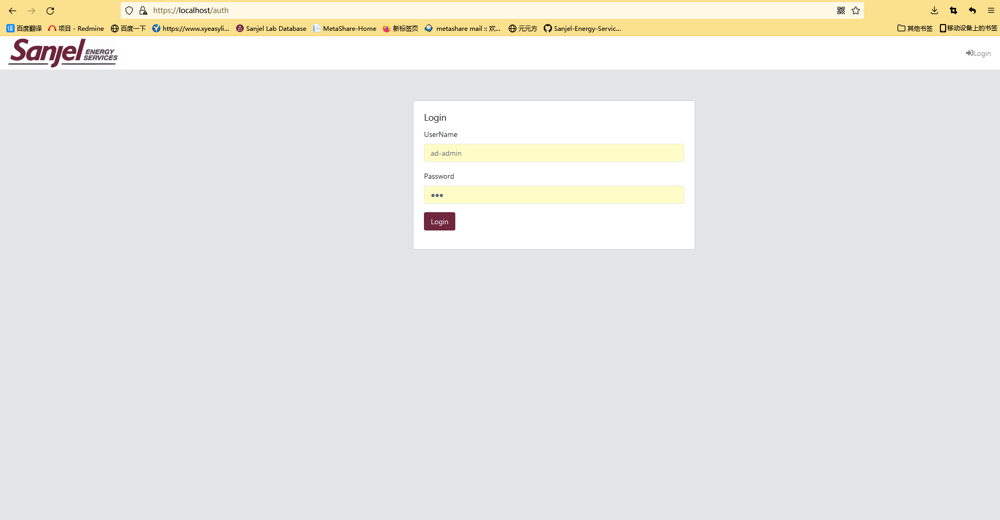 https://localhost/auth
百度翻译 项目 - Redmine 百度一下 https://www.xyeasyli... Sanjel Lab Database MetaShare-Home 新标签页 metashare mail :: 欢... 元元方 Sanjel-Energy-Servic... 其他书签 移动设备上的书签
Sanjel ENERGY SERVICES
Login
Login
UserName
ad-admin
Password
●●●
Login